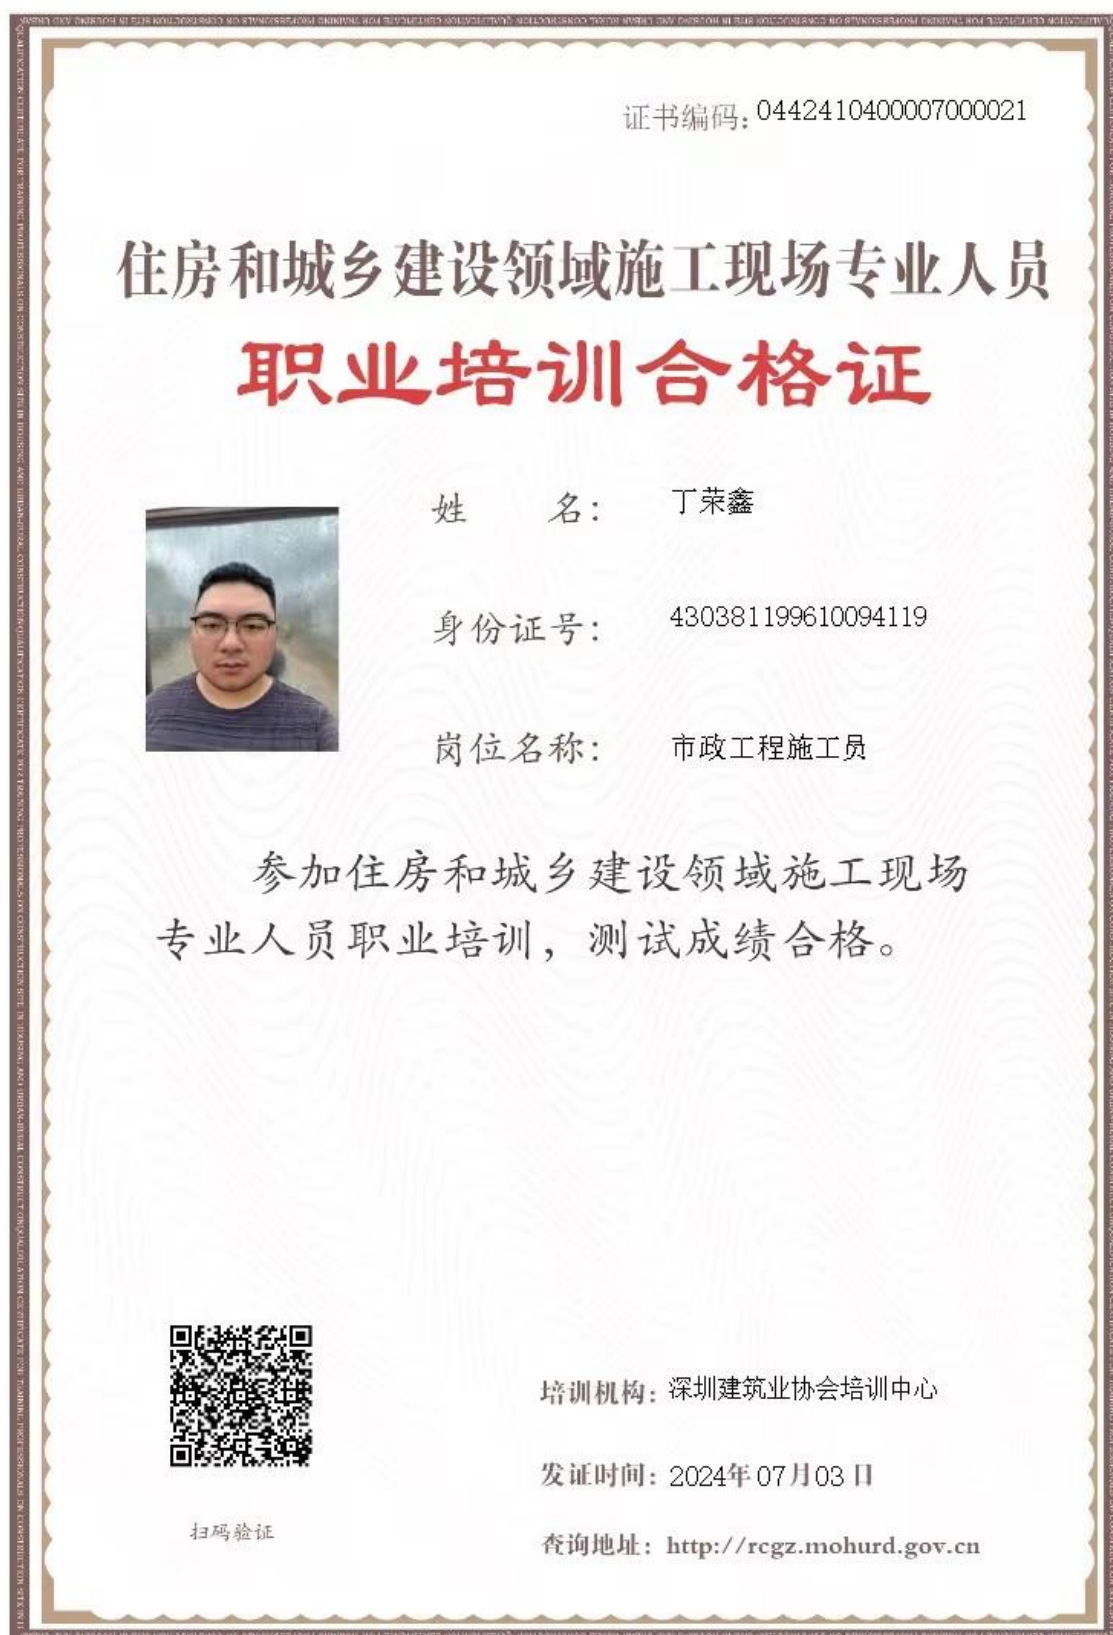 证书编码：0442410400007000021
住房和城乡建设领域施工现场专业人员
职业培训合格证
姓 名： 丁荣鑫
身份证号： 430381199610094119
岗位名称： 市政工程施工员
参加住房和城乡建设领域施工现场
专业人员职业培训，测试成绩合格。
培训机构：深圳建筑业协会培训中心
发证时间：2024年07月03日
扫码验证
查询地址：http://rcgz.mohurd.gov.cn